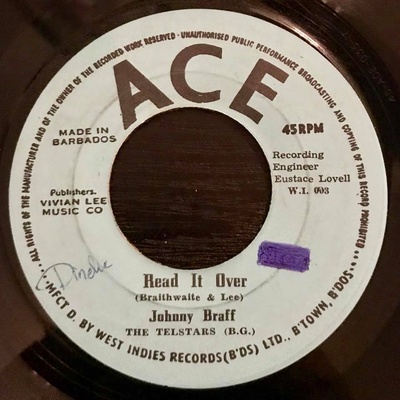 ALL RIGHTS OF THE MANUFACTURER AND OF THE OWNER OF THE RECORDED WORK RESERVED - UNAUTHORISED PUBLIC PERFORMANCE BROADCASTING AND COPYING OF THIS RECORD PROHIBITED
ACE
MADE IN
BARBADOS
45 RPM
Recording
Engineer
Eustace Lovell
W.I. 003
Publishers.
VIVIAN LEE
MUSIC CO
Read It Over
(Braithwaite & Lee)
Johnny Braff
THE TELSTARS (B.G.)
MFCT D. BY WEST INDIES RECORDS (B'DS) LTD., B'TOWN, B'DOS.